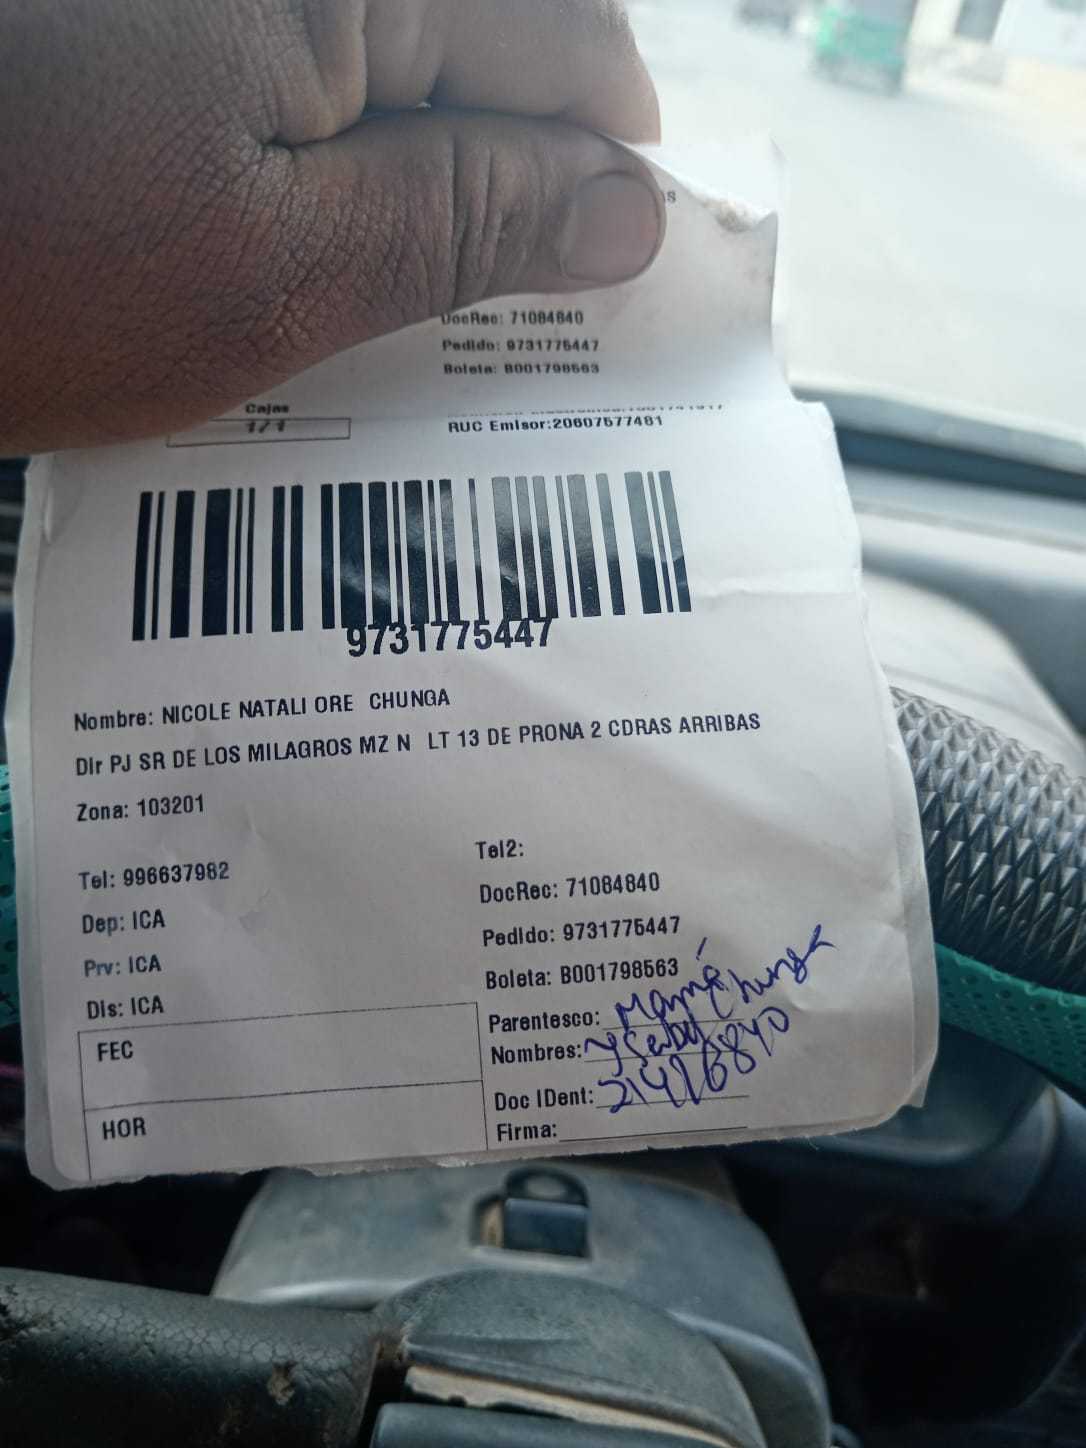 DocRec: 71084840
Pedido: 9731775447
Boleta: B001798563
Cajas
1/1
RUC Emisor:20607577481
9731775447
Nombre: NICOLE NATALI ORE CHUNGA
Dir PJ SR DE LOS MILAGROS MZ N LT 13 DE PRONA 2 CDRAS ARRIBAS
Zona: 103201
Tel: 996637982
Dep: ICA
Prv: ICA
Dis: ICA
FEC
HOR
Tel2:
DocRec: 71084840
Pedido: 9731775447
Boleta: B001798563
Parentesco: Mamá
Nombres: Ysabel Chunga
Doc IDent: 21426840
Firma: